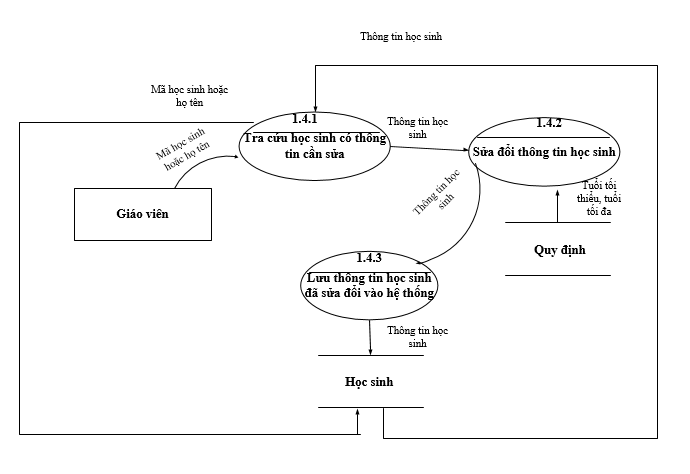 Thông tin học sinh
Mã học sinh hoặc
họ tên
Mã học sinh
hoặc họ tên
1.4.1
Tra cứu học sinh có thông
tin cần sửa
Thông tin học
sinh
1.4.2
Sửa đổi thông tin học sinh
Giáo viên
Thông tin học
sinh
Tuổi tối
thiểu, tuổi
tối đa
Quy định
1.4.3
Lưu thông tin học sinh
đã sửa đổi vào hệ thống
Thông tin học
sinh
Học sinh